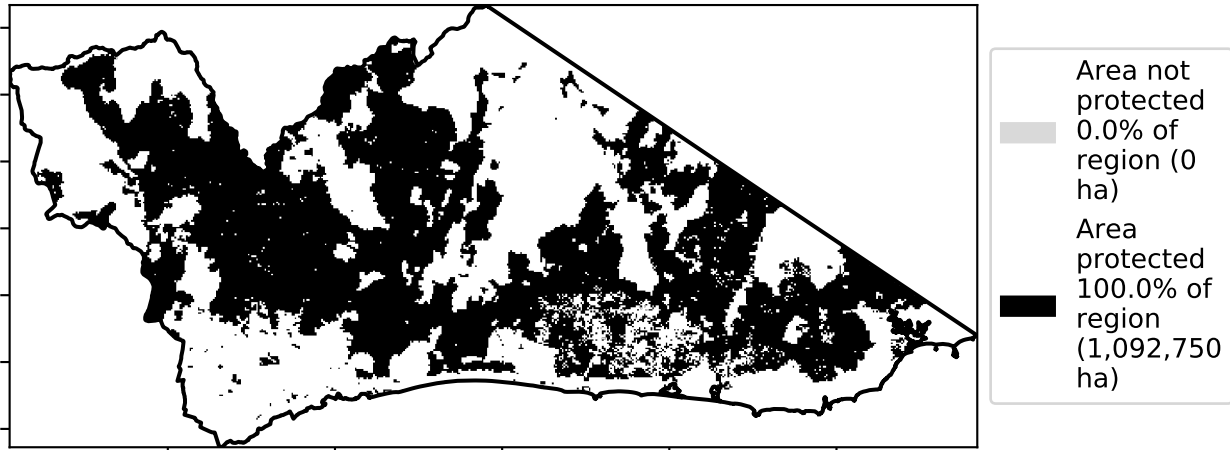 Area not
protected
0.0% of
region (0
ha)
Area
protected
100.0% of
region
(1,092,750
ha)